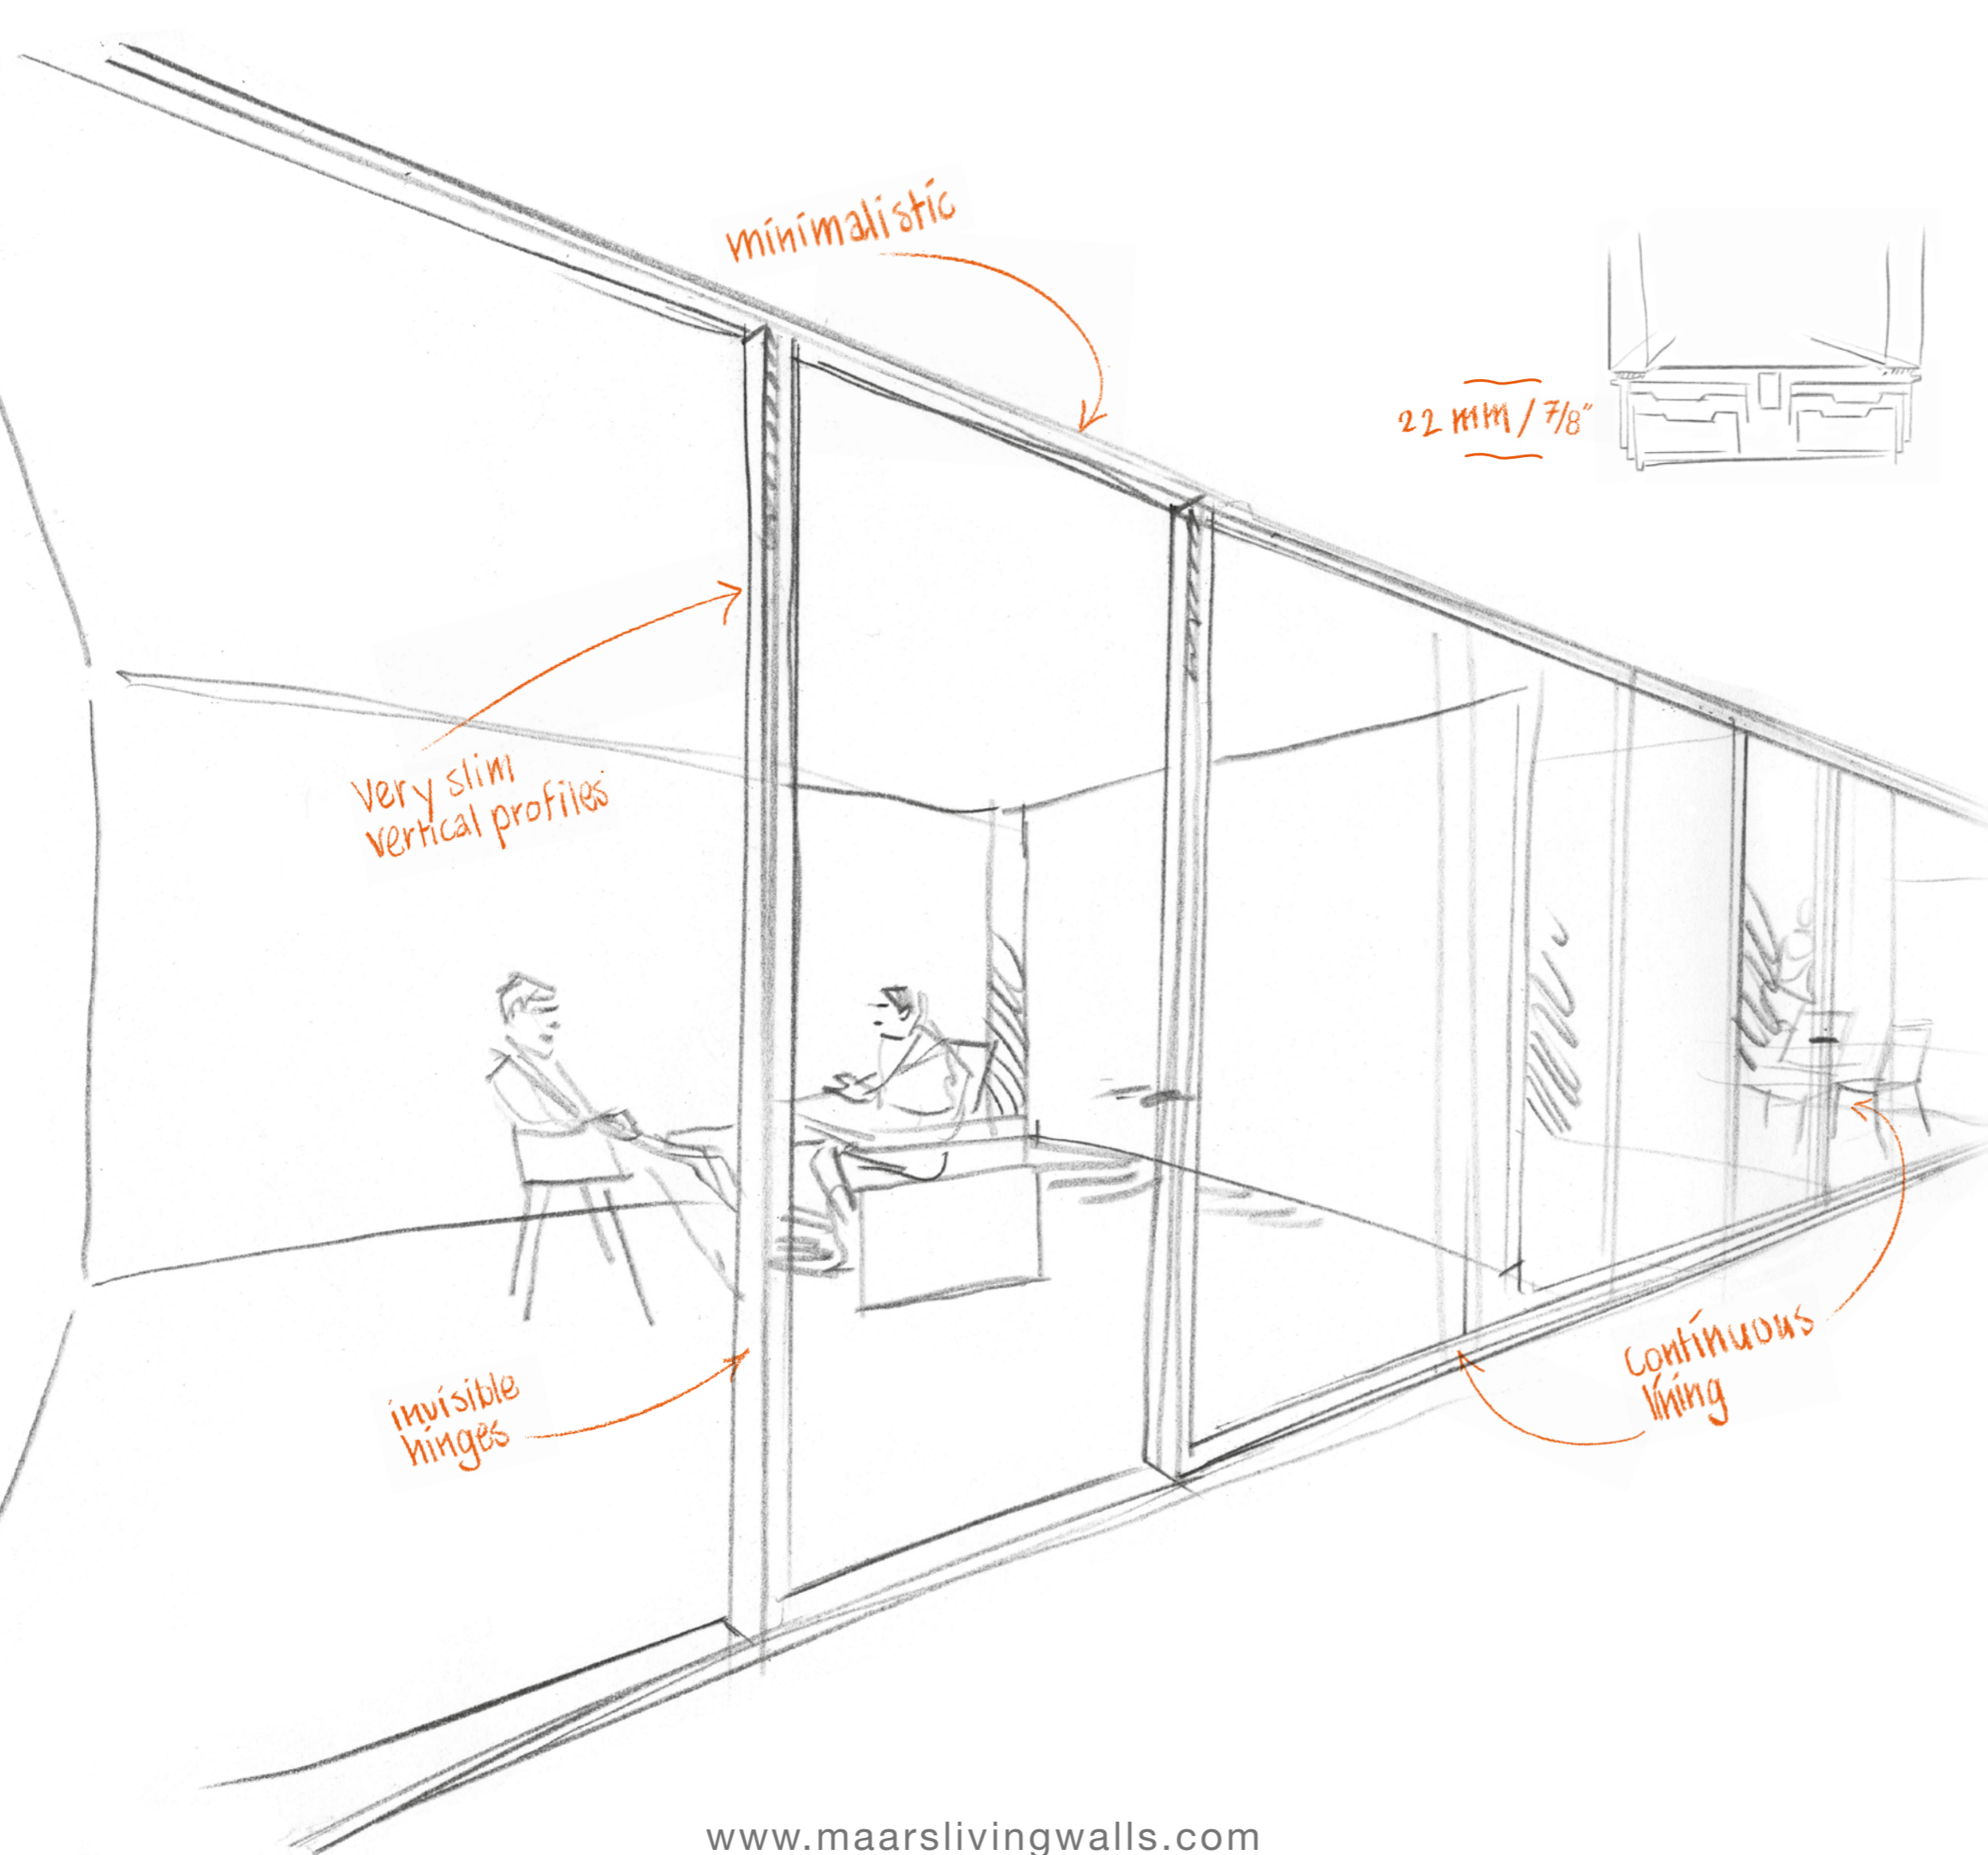 minimalistic
22 mm / 7/8"
very slim
vertical profiles
invisible
hinges
continuous
lining
www.maarslivingwalls.com